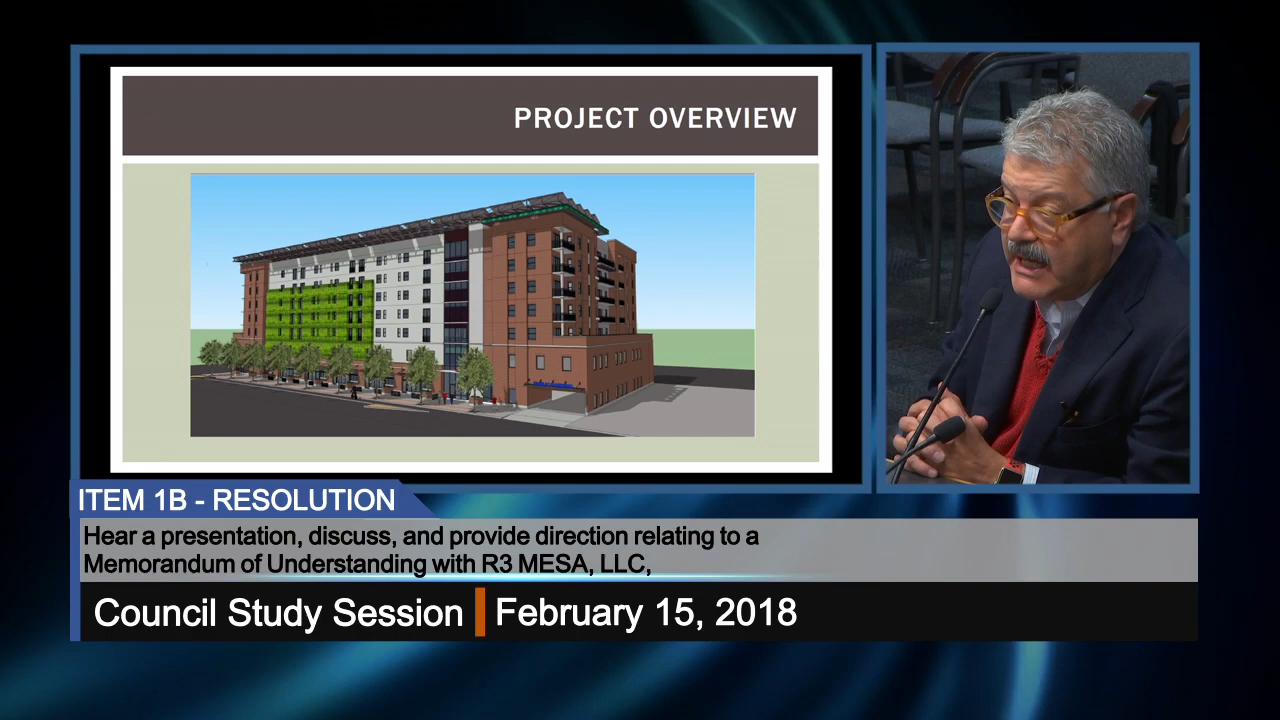 PROJECT OVERVIEW
ITEM 1B - RESOLUTION
Hear a presentation, discuss, and provide direction relating to a
Memorandum of Understanding with R3 MESA, LLC,
Council Study Session
February 15, 2018